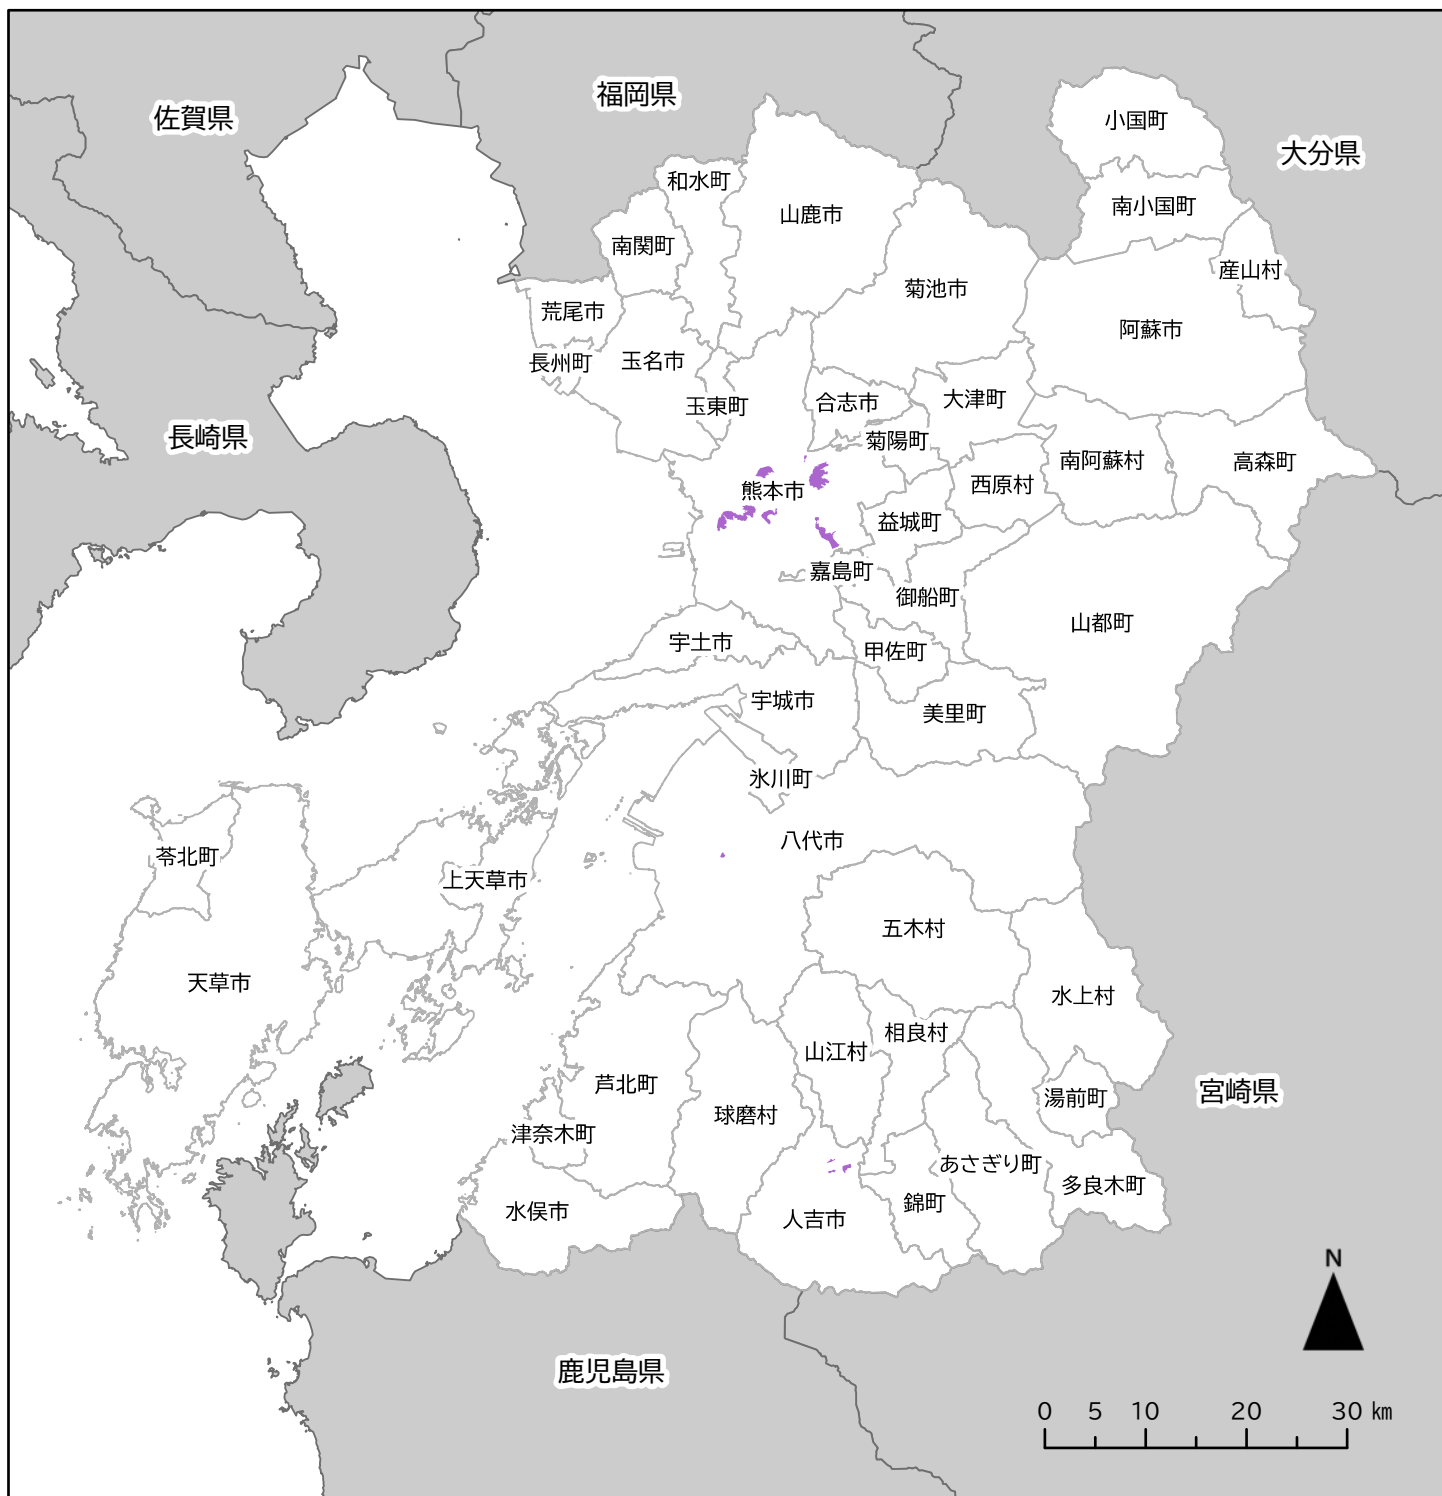 福岡県
佐賀県
小国町
大分県
和水町
山鹿市
南小国町
南関町
産山村
菊池市
荒尾市
阿蘇市
長州町
玉名市
玉東町
合志市
大津町
長崎県
菊陽町
南阿蘇村
高森町
熊本市
西原村
益城町
嘉島町
御船町
山都町
宇土市
甲佐町
宇城市
美里町
氷川町
八代市
苓北町
上天草市
五木村
天草市
水上村
相良村
山江村
芦北町
湯前町
宮崎県
球磨村
津奈木町
あさぎり町
多良木町
錦町
水俣市
人吉市
N
鹿児島県
0 5 10 20 30 ㎞